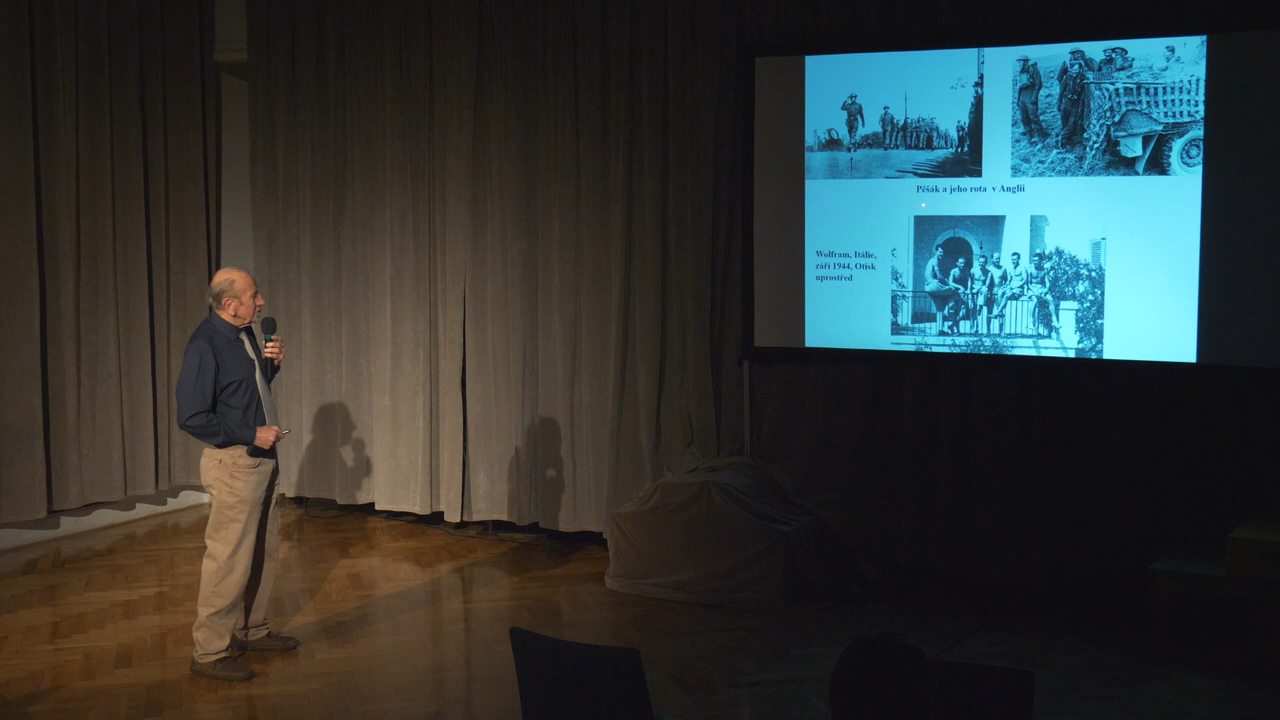 Pěšák a jeho rota v Anglii
Wolfram, Itálie,
září 1944, Otisk
uprostřed